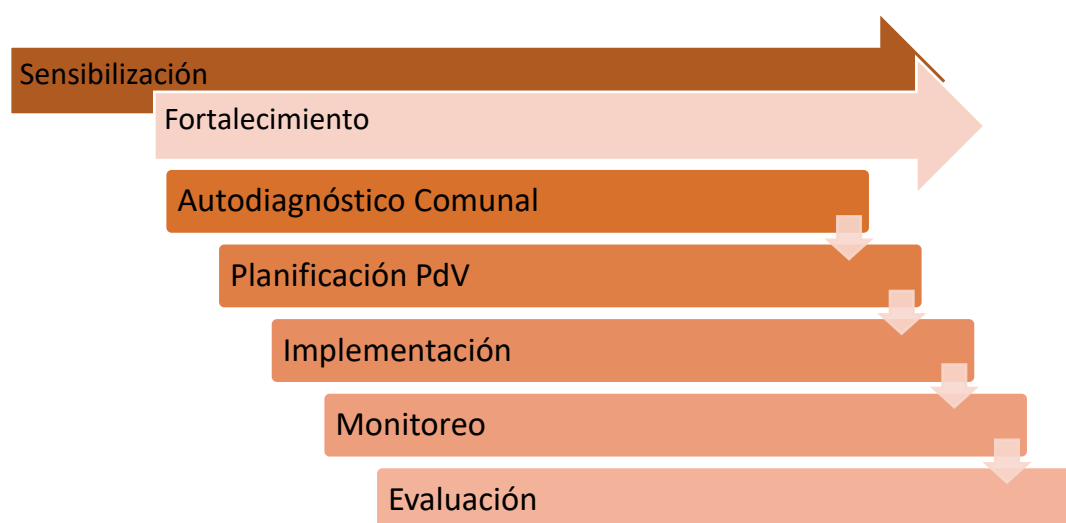 Sensibilización
Fortalecimiento
Autodiagnóstico Comunal
Planificación PdV
Implementación
Monitoreo
Evaluación